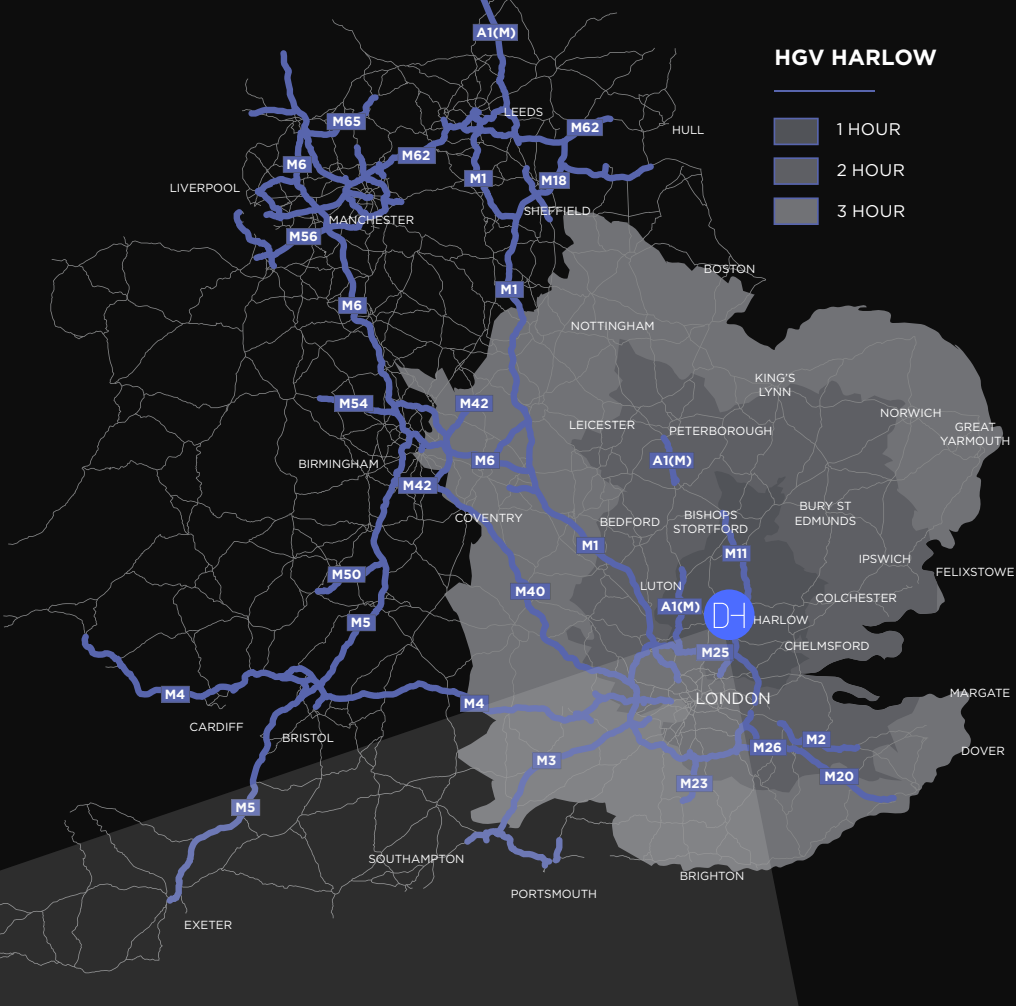 A1(M)
HGV HARLOW
LEEDS
M65
M62
1 HOUR
HULL
M62
M6
2 HOUR
M1
M18
LIVERPOOL
3 HOUR
SHEFFIELD
MANCHESTER
M56
BOSTON
M1
M6
NOTTINGHAM
KING'S
LYNN
M54
M42
NORWICH
LEICESTER
PETERBOROUGH
GREAT
YARMOUTH
BIRMINGHAM
M6
A1(M)
M42
COVENTRY
BEDFORD
BISHOPS
STORTFORD
BURY ST
EDMUNDS
M1
M11
IPSWICH
FELIXSTOWE
M50
M40
LUTON
A1(M)
COLCHESTER
DH
HARLOW
M5
CHELMSFORD
M25
M4
LONDON
MARGATE
M4
CARDIFF
BRISTOL
M26
M2
DOVER
M3
M23
M20
M5
SOUTHAMPTON
BRIGHTON
PORTSMOUTH
EXETER